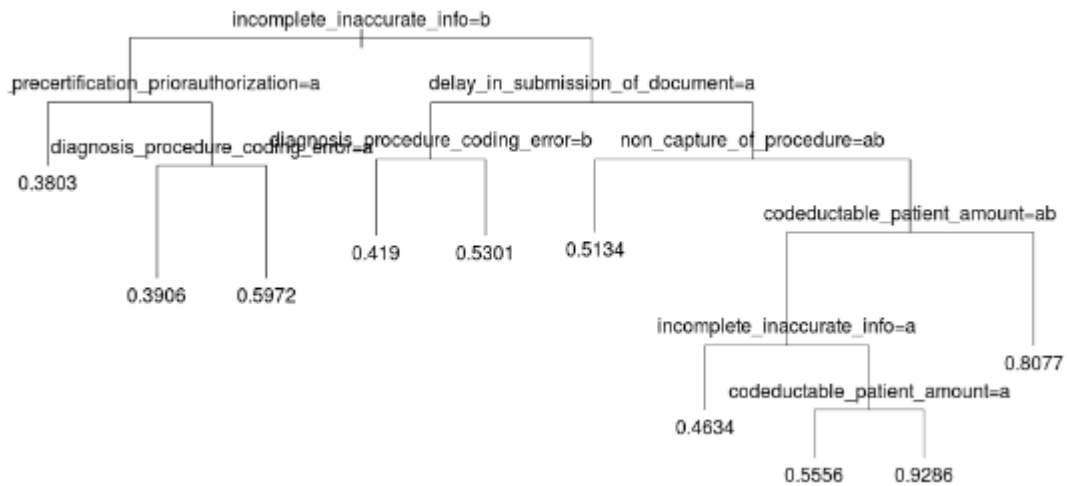 incomplete_inaccurate_info=b
_precertification_priorauthorization=a
delay_in_submission_of_document=a
diagnosis_procedure_coding_error=a
diagnosis_procedure_coding_error=b
non_capture_of_procedure=ab
0.3803
codeductable_patient_amount=ab
0.419
0.5301
0.5134
0.3906
0.5972
incomplete_inaccurate_info=a
0.8077
codeductable_patient_amount=a
0.4634
0.5556
0.9286